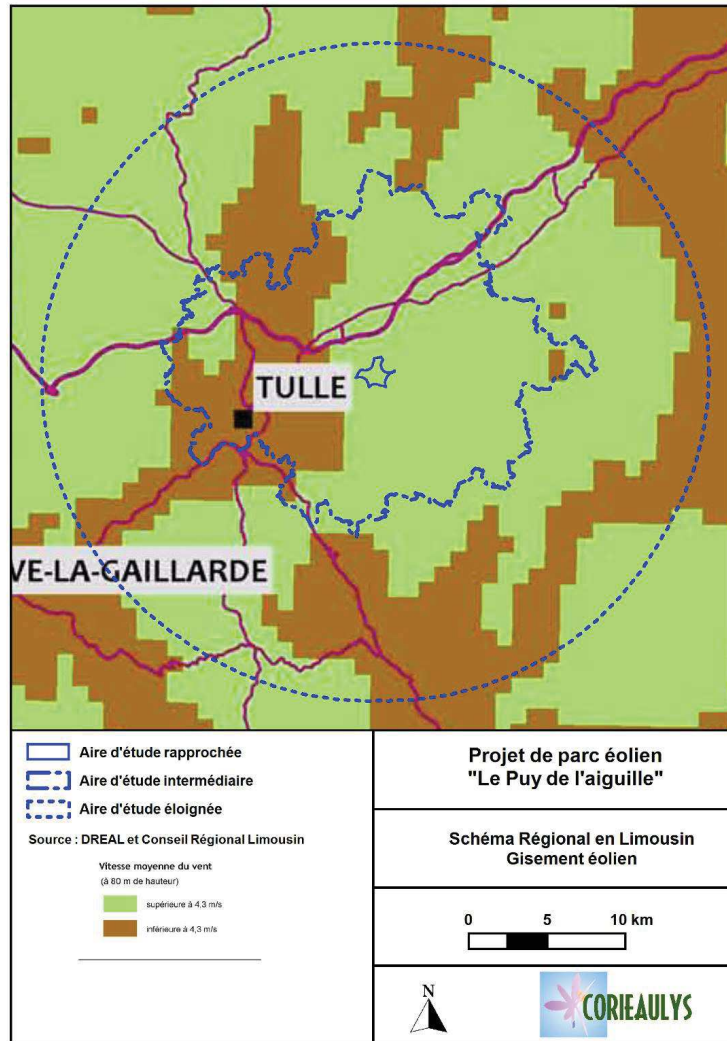 TULLE
VE-LA-GAILLARDE
Aire d'étude rapprochée
Aire d'étude intermédiaire
Aire d'étude éloignée
Source : DREAL et Conseil Régional Limousin
Vitesse moyenne du vent
(à 80 m de hauteur)
supérieure à 4,3 m/s
inférieure à 4,3 m/s
Projet de parc éolien
"Le Puy de l'aiguille"
Schéma Régional en Limousin
Gisement éolien
0 5 10 km
N
CORIEAULYS